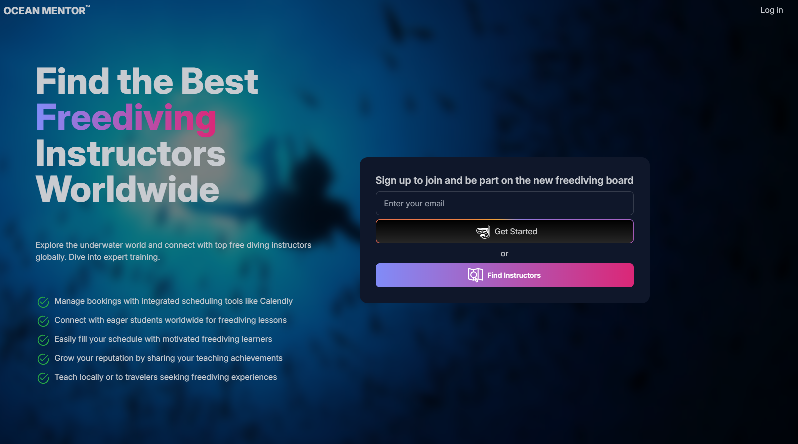 OCEAN MENTOR™
Log in
Find the Best
Freediving
Instructors
Worldwide
Explore the underwater world and connect with top free diving instructors
globally. Dive into expert training.
Manage bookings with integrated scheduling tools like Calendly
Connect with eager students worldwide for freediving lessons
Easily fill your schedule with motivated freediving learners
Grow your reputation by sharing your teaching achievements
Teach locally or to travelers seeking freediving experiences
Sign up to join and be part on the new freediving board
Enter your email
Get Started
or
Find Instructors